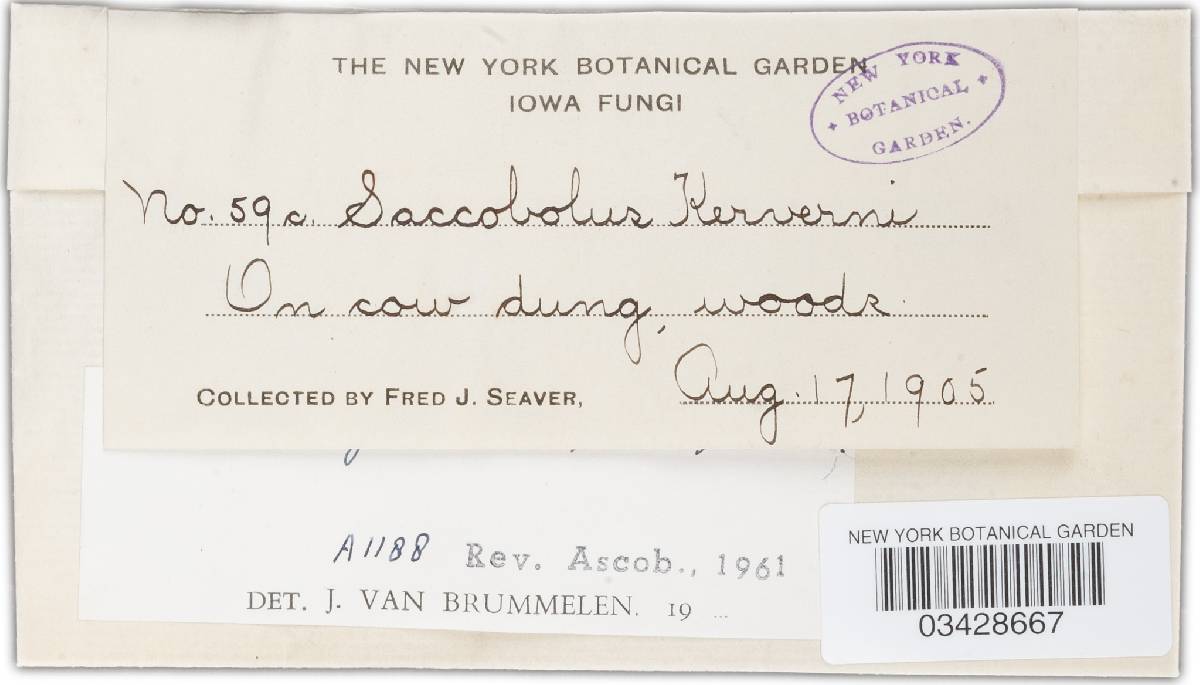 THE NEW YORK BOTANICAL GARDEN
IOWA FUNGI
NEW YORK
BOTANICAL
GARDEN.
No. 59c. Saccobolus Kerverni
On cow dung, woods.
COLLECTED BY FRED J. SEAVER, Aug. 17, 1905
A1188 Rev. Ascob., 1961
DET. J. VAN BRUMMELEN. 19 ...
NEW YORK BOTANICAL GARDEN
03428667